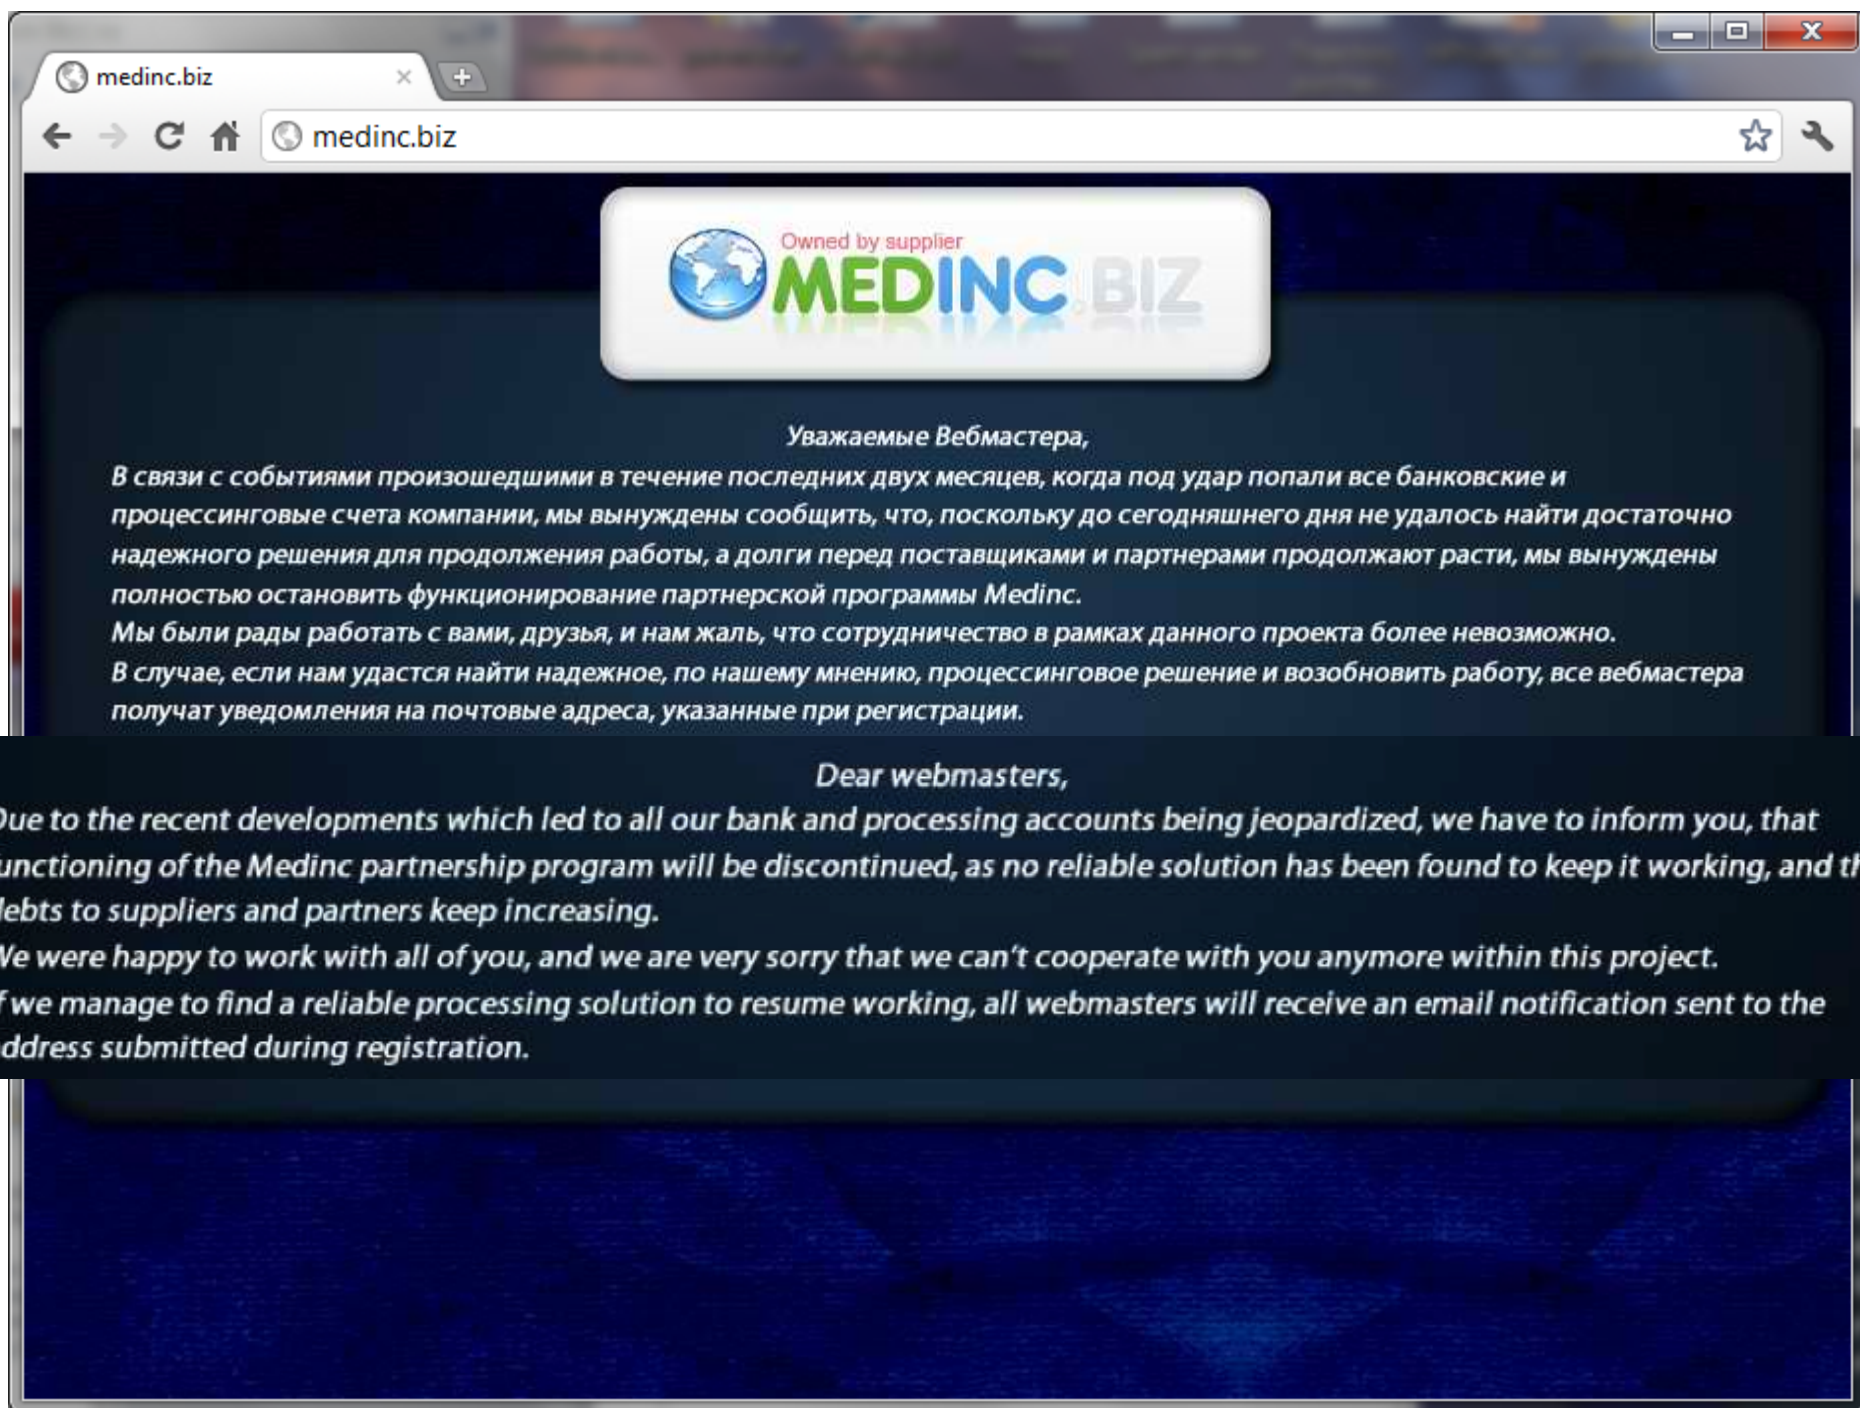 medinc.biz
medinc.biz
Owned by supplier
MEDINC.BIZ
Уважаемые Вебмастера,
В связи с событиями произошедшими в течение последних двух месяцев, когда под удар попали все банковские и
процессинговые счета компании, мы вынуждены сообщить, что, поскольку до сегодняшнего дня не удалось найти достаточно
надежного решения для продолжения работы, а долги перед поставщиками и партнерами продолжают расти, мы вынуждены
полностью остановить функционирование партнерской программы Medinc.
Мы были рады работать с вами, друзья, и нам жаль, что сотрудничество в рамках данного проекта более невозможно.
В случае, если нам удастся найти надежное, по нашему мнению, процессинговое решение и возобновить работу, все вебмастера
получат уведомления на почтовые адреса, указанные при регистрации.
Dear webmasters,
Due to the recent developments which led to all our bank and processing accounts being jeopardized, we have to inform you, that
unctioning of the Medinc partnership program will be discontinued, as no reliable solution has been found to keep it working, and th
debts to suppliers and partners keep increasing.
We were happy to work with all of you, and we are very sorry that we can't cooperate with you anymore within this project.
f we manage to find a reliable processing solution to resume working, all webmasters will receive an email notification sent to the
address submitted during registration.